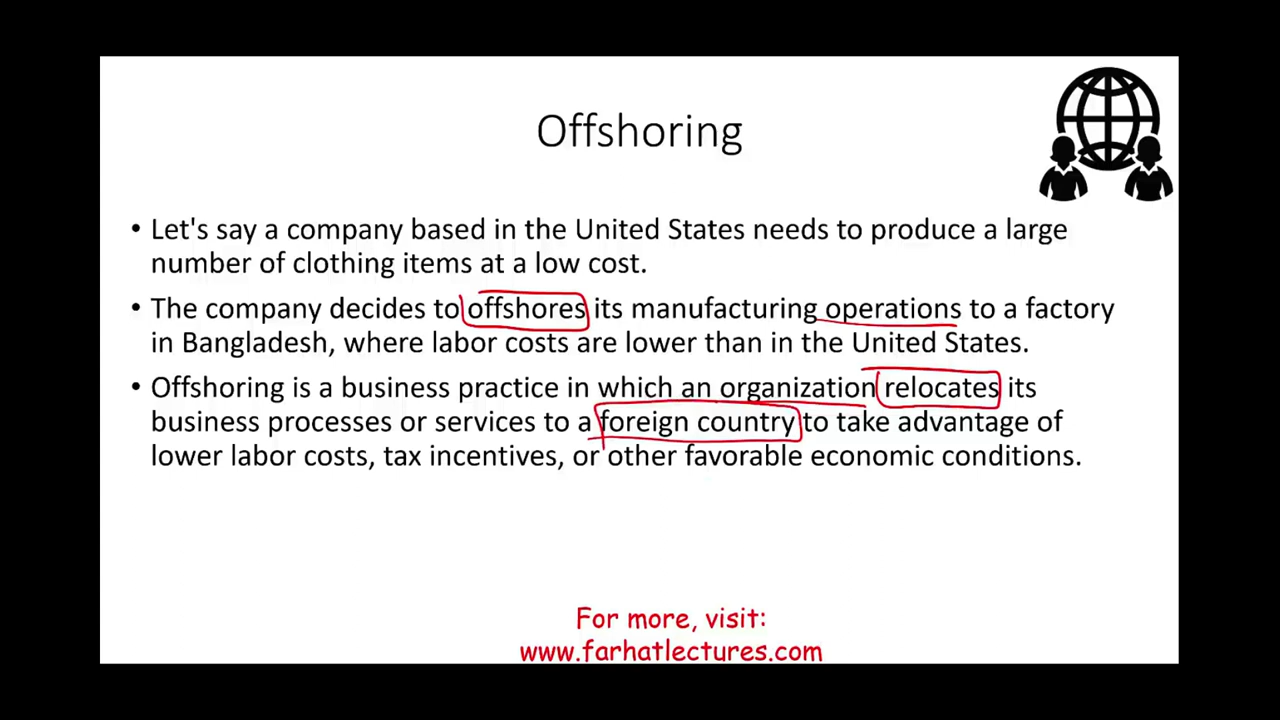 Offshoring
• Let's say a company based in the United States needs to produce a large
number of clothing items at a low cost.
• The company decides to offshores its manufacturing operations to a factory
in Bangladesh, where labor costs are lower than in the United States.
• Offshoring is a business practice in which an organization relocates its
business processes or services to a foreign country to take advantage of
lower labor costs, tax incentives, or other favorable economic conditions.
For more, visit:
www.farhatlectures.com